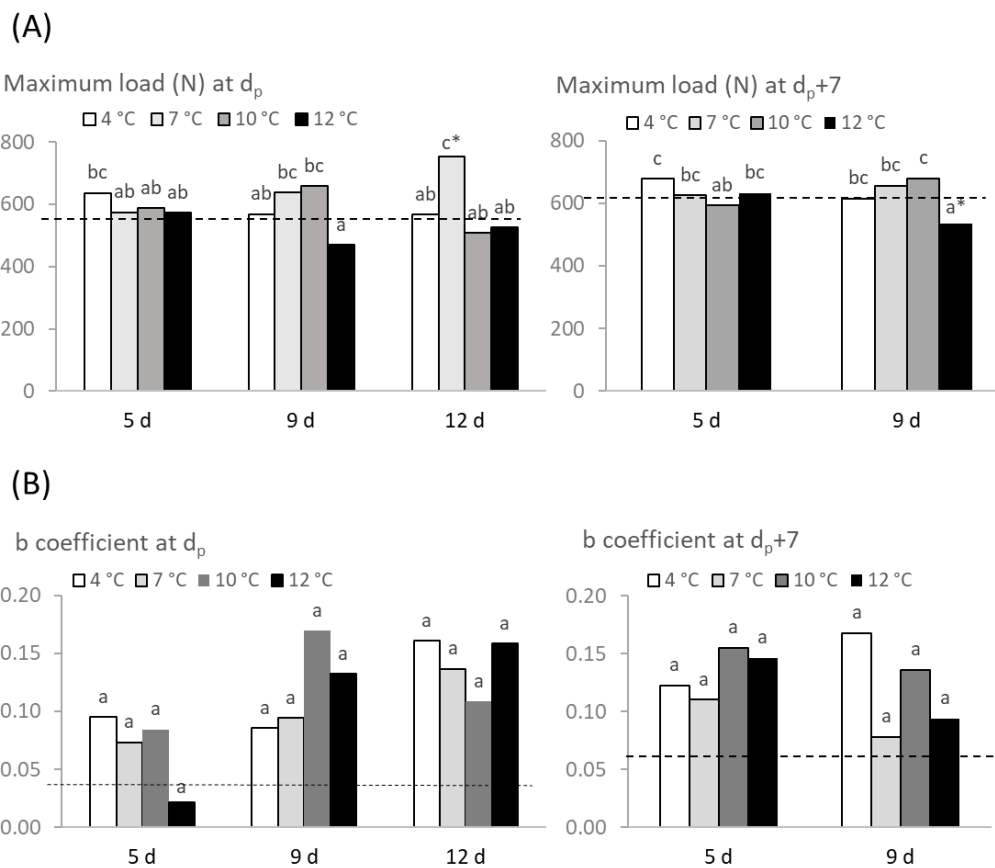 (A)
Maximum load (N) at dp
4 °C 7 °C 10 °C 12 °C
800
600
400
200
0
bc ab ab ab
ab bc bc a
ab c* ab ab
5 d 9 d 12 d
Maximum load (N) at dp+7
4 °C 7 °C 10 °C 12 °C
800
600
400
200
0
c bc ab bc
bc bc c a*
5 d 9 d
(B)
b coefficient at dp
4 °C 7 °C 10 °C 12 °C
0.20
0.15
0.10
0.05
0.00
a a a a
a a a a
a a a a
5 d 9 d 12 d
b coefficient at dp+7
4 °C 7 °C 10 °C 12 °C
0.20
0.15
0.10
0.05
0.00
a a a a
a a a a
5 d 9 d